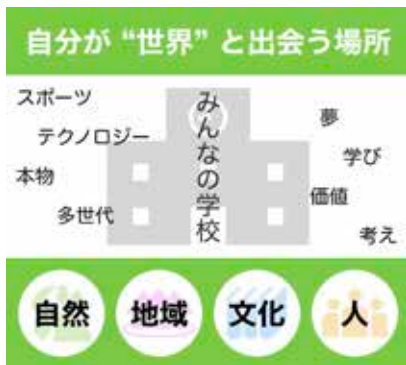 自分が “世界” と出会う場所
スポーツ
テクノロジー
本物
多世代
みんなの学校
夢
学び
価値
考え
自然
地域
文化
人